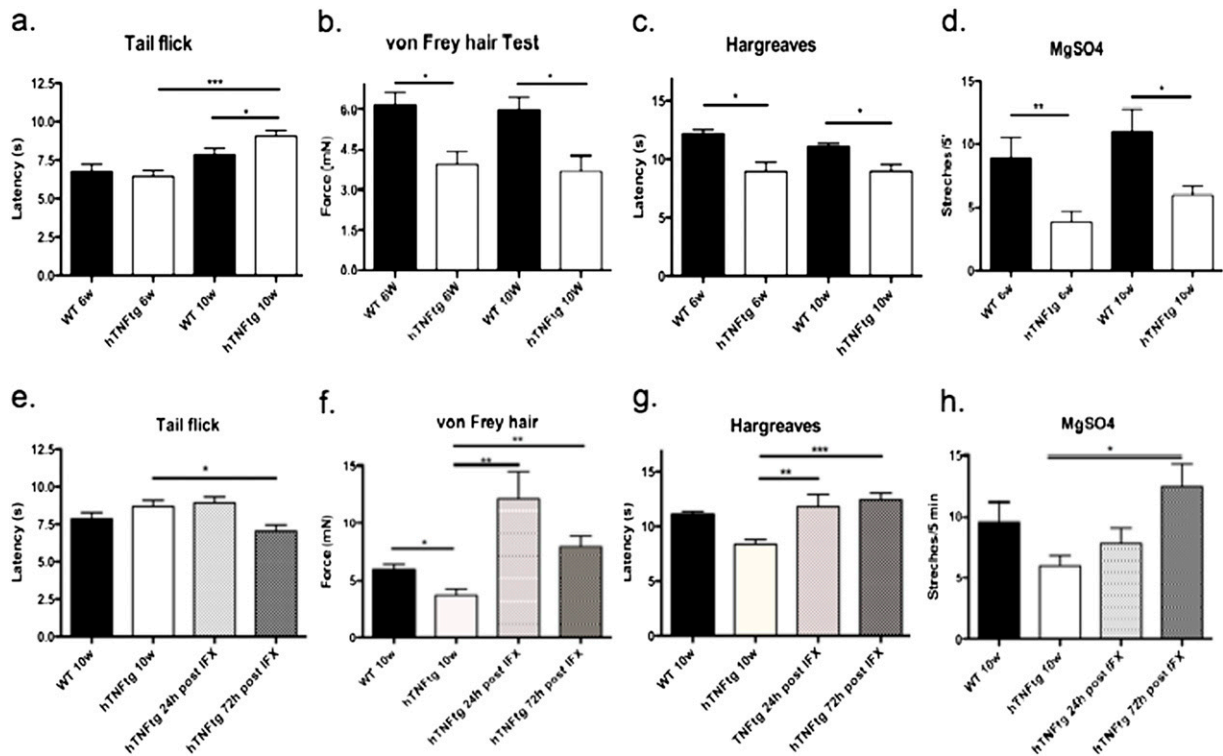 a.
Tail flick
Latency (s)
12.5
10.0
7.5
5.0
2.5
0.0
***
*
WT 6w
hTNFtg 6w
WT 10w
hTNFtg 10w
b.
von Frey hair Test
Force (mN)
6.0
4.5
3.0
1.5
0.0
*
*
WT 6W
hTNFtg 6W
WT 10W
hTNFtg 10W
c.
Hargreaves
Latency (s)
15
10
5
0
*
*
WT 6w
hTNFtg 6w
WT 10w
hTNFtg 10w
d.
MgSO4
Streches/5'
15
10
5
0
**
*
WT 6w
hTNFtg 6w
WT 10w
hTNFtg 10w
e.
Tail flick
Latency (s)
12.5
10.0
7.5
5.0
2.5
0.0
*
WT 10w
hTNFtg 10w
hTNFtg 24h post IFX
hTNFtg 72h post IFX
f.
von Frey hair
Force (mN)
15
10
5
0
**
**
*
WT 10w
hTNFtg 10w
hTNFtg 24h post IFX
hTNFtg 72h post IFX
g.
Hargreaves
Latency (s)
15
10
5
0
***
**
WT 10w
hTNFtg 10w
TNFtg 24h post IFX
hTNFtg 72h post IFX
h.
MgSO4
Streches/5 min
15
10
5
0
*
WT 10w
hTNFtg 10w
hTNFtg 24h post IFX
hTNFtg 72h post IFX